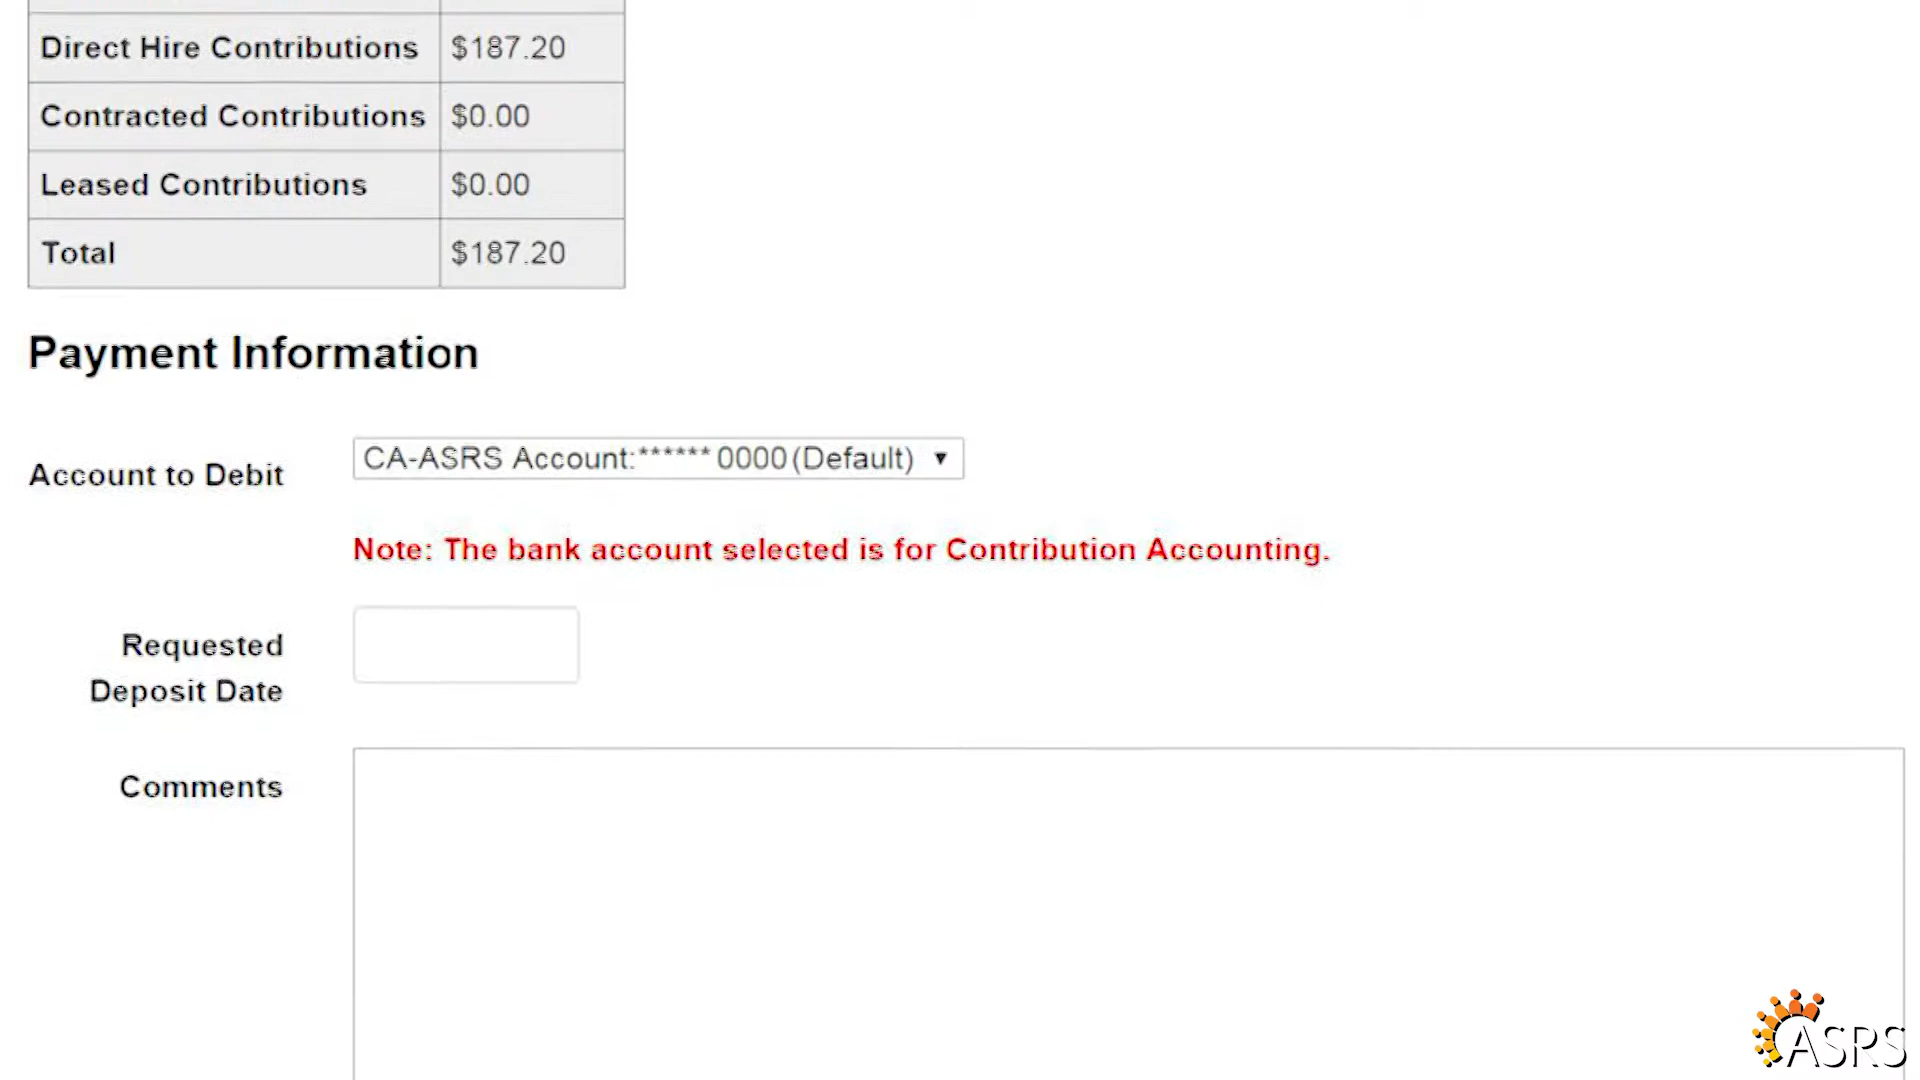 Direct Hire Contributions $187.20
Contracted Contributions $0.00
Leased Contributions $0.00
Total $187.20
Payment Information
Account to Debit CA-ASRS Account:****** 0000 (Default) ▼
Note: The bank account selected is for Contribution Accounting.
Requested
Deposit Date
Comments
ASRS